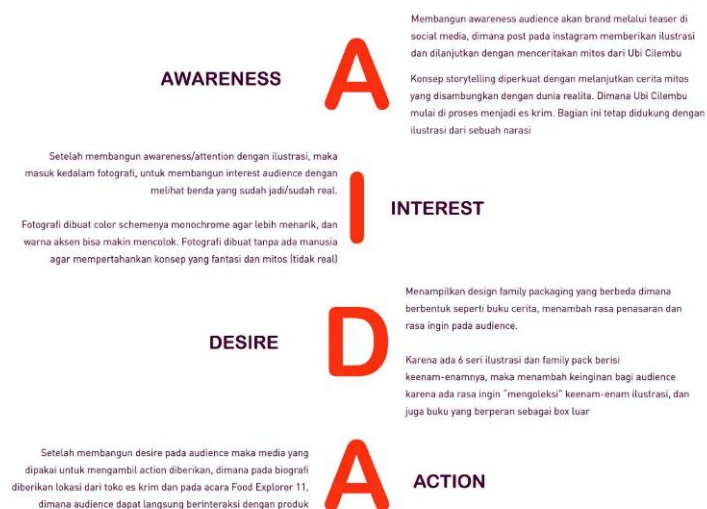 A
AWARENESS
Membangun awareness audience akan brand melalui teaser di
social media, dimana post pada instagram memberikan ilustrasi
dan dilanjutkan dengan menceritakan mitos dari Ubi Cilembu
Konsep storytelling diperkuat dengan melanjutkan cerita mitos
yang disambungkan dengan dunia realita. Dimana Ubi Cilembu
mulai di proses menjadi es krim. Bagian ini tetap didukung dengan
ilustrasi dari sebuah narasi
Setelah membangun awareness/attention dengan ilustrasi, maka
masuk kedalam fotografi, untuk membangun interest audience dengan
melihat benda yang sudah jadi/sudah real.
Fotografi dibuat color schemenya monochrome agar lebih menarik, dan
warna aksen bisa makin mencolok. Fotografi dibuat tanpa ada manusia
agar mempertahankan konsep yang fantasi dan mitos (tidak real)
I
INTEREST
D
DESIRE
Menampilkan design family packaging yang berbeda dimana
berbentuk seperti buku cerita, menambah rasa penasaran dan
rasa ingin pada audience.
Karena ada 6 seri ilustrasi dan family pack berisi
keenam-enamnya, maka menambah keinginan bagi audience
karena ada rasa ingin "mengoleksi" keenam-enam ilustrasi, dan
juga buku yang berperan sebagai box luar
Setelah membangun desire pada audience maka media yang
dipakai untuk mengambil action diberikan, dimana pada biografi
diberikan lokasi dari toko es krim dan pada acara Food Explorer 11,
dimana audience dapat langsung berinteraksi dengan produk
A
ACTION